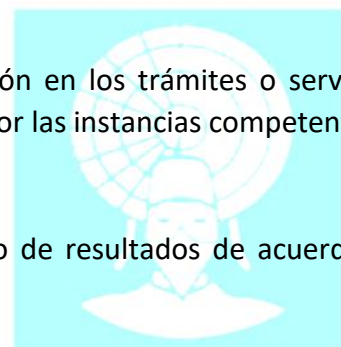 ón en los trámites o serv
or las instancias competen
o de resultados de acuerd